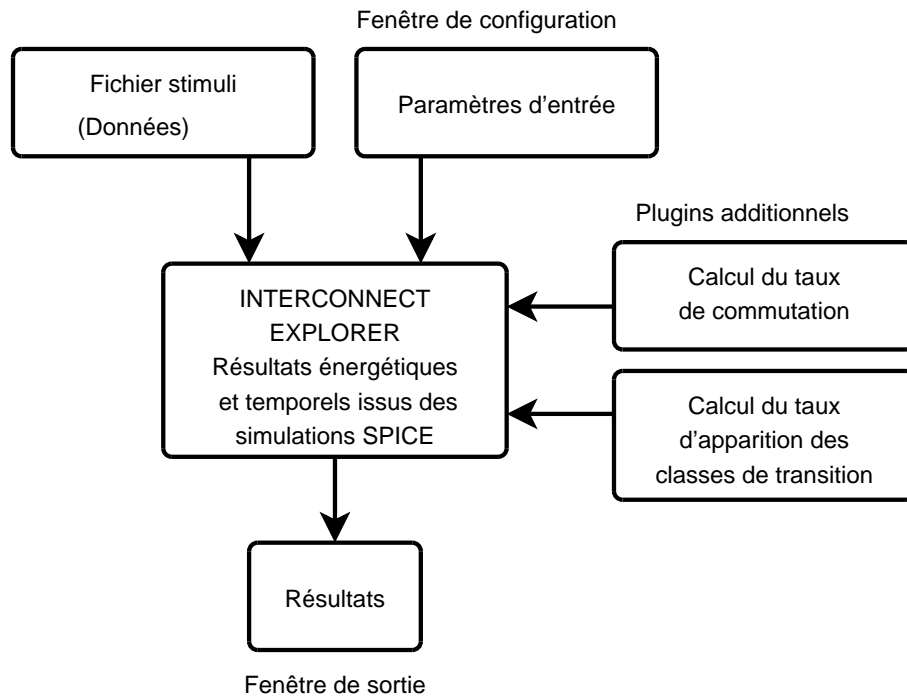 Fenêtre de configuration
Fichier stimuli
(Données)
Paramètres d'entrée
Plugins additionnels
Calcul du taux
de commutation
INTERCONNECT
EXPLORER
Résultats énergétiques
et temporels issus des
simulations SPICE
Calcul du taux
d'apparition des
classes de transition
Résultats
Fenêtre de sortie